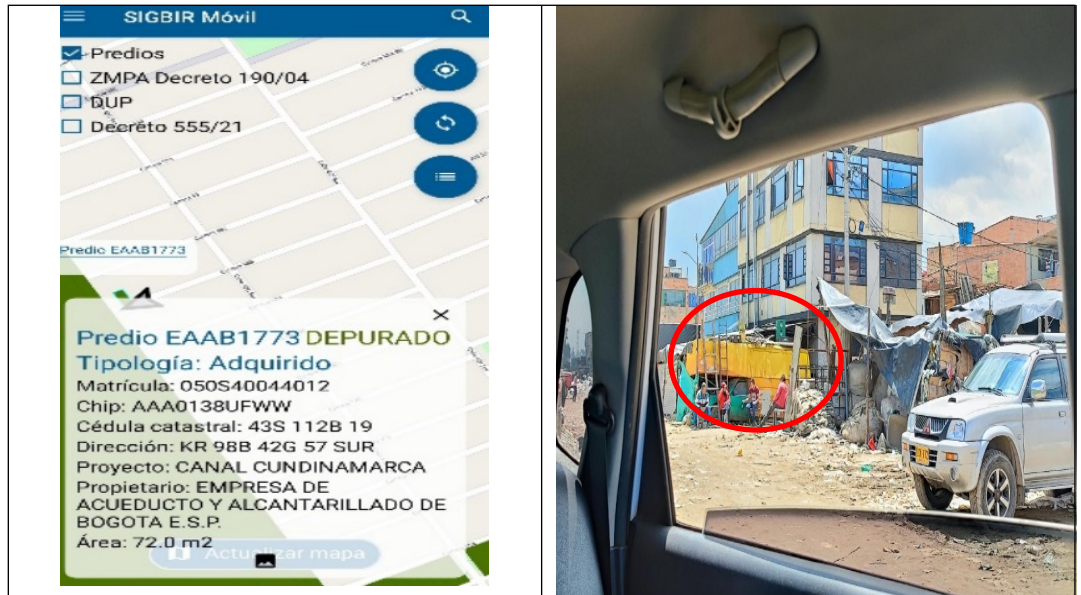 SIGBIR Móvil
Predios
ZMPA Decreto 190/04
DUP
Decreto 555/21
Predio EAAB1773
Predio EAAB1773 DEPURADO
Tipología: Adquirido
Matrícula: 050S40044012
Chip: AAA0138UFWW
Cédula catastral: 43S 112B 19
Dirección: KR 98B 42G 57 SUR
Proyecto: CANAL CUNDINAMARCA
Propietario: EMPRESA DE
ACUEDUCTO Y ALCANTARILLADO DE
BOGOTA E.S.P.
Área: 72.0 m2
Actualizar mapa